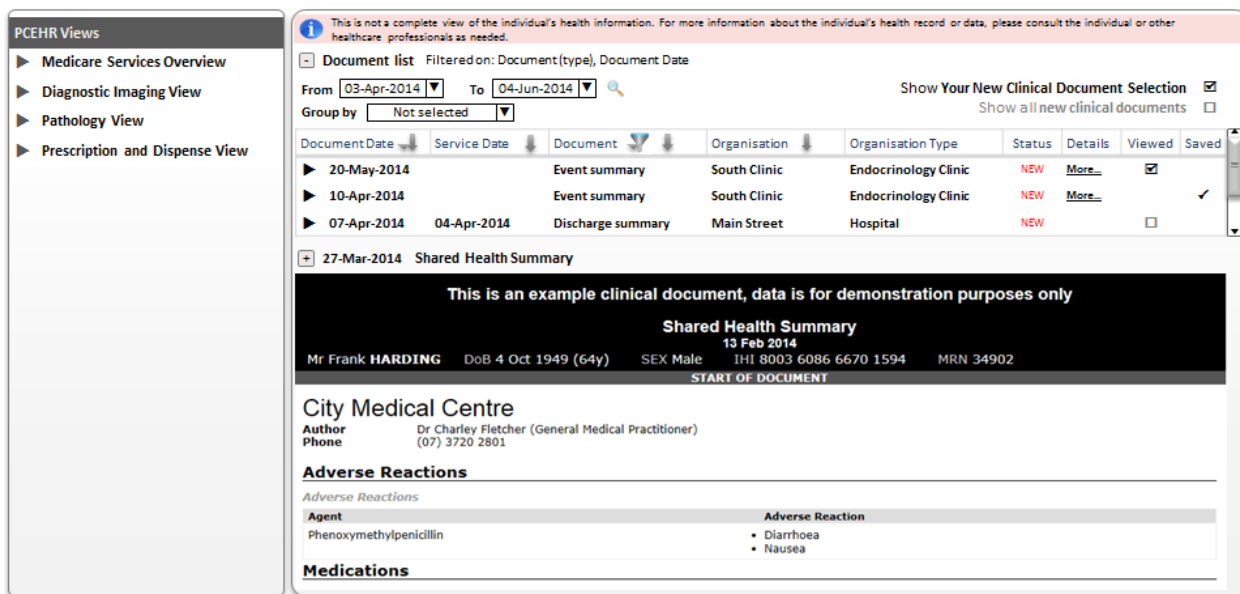 PCEHR Views
Medicare Services Overview
Diagnostic Imaging View
Pathology View
Prescription and Dispense View
This is not a complete view of the individual's health information. For more information about the individual's health record or data, please consult the individual or other
healthcare professionals as needed.
- Document list Filtered on: Document (type), Document Date
From 03-Apr-2014 To 04-Jun-2014 Show Your New Clinical Document Selection
Group by Not selected Show all new clinical documents
Document Date Service Date Document Organisation Organisation Type Status Details Viewed Saved
20-May-2014 Event summary South Clinic Endocrinology Clinic NEW More...
10-Apr-2014 Event summary South Clinic Endocrinology Clinic NEW More... ✓
07-Apr-2014 04-Apr-2014 Discharge summary Main Street Hospital NEW
+ 27-Mar-2014 Shared Health Summary
This is an example clinical document, data is for demonstration purposes only
Shared Health Summary
13 Feb 2014
Mr Frank HARDING DoB 4 Oct 1949 (64y) SEX Male IHI 8003 6086 6670 1594 MRN 34902
START OF DOCUMENT
City Medical Centre
Author Dr Charley Fletcher (General Medical Practitioner)
Phone (07) 3720 2801
Adverse Reactions
Adverse Reactions
Agent Adverse Reaction
Phenoxymethylpenicillin • Diarrhoea
• Nausea
Medications